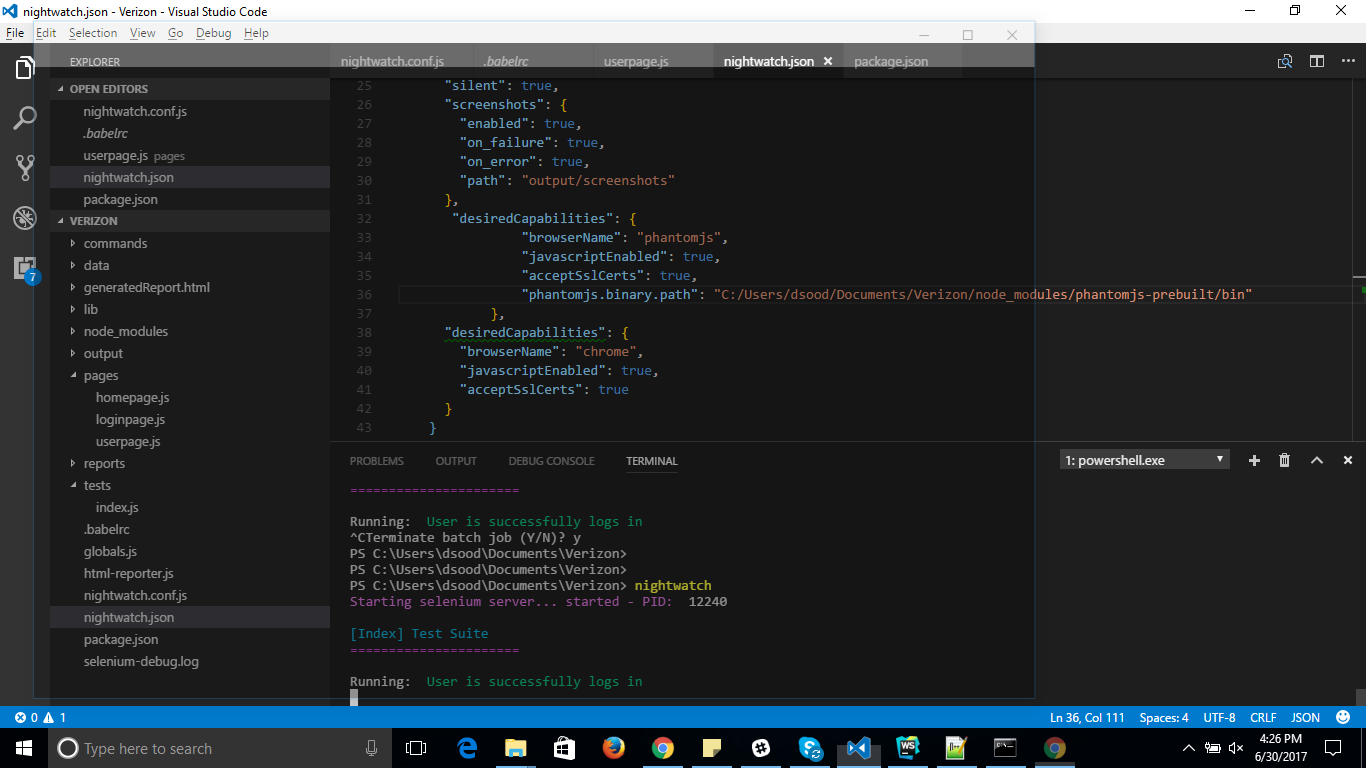 nightwatch.json - Verizon - Visual Studio Code
File Edit Selection View Go Debug Help
EXPLORER
OPEN EDITORS
nightwatch.conf.js
.babelrc
userpage.js pages
nightwatch.json
package.json
VERIZON
commands
data
generatedReport.html
lib
node_modules
output
pages
homepage.js
loginpage.js
userpage.js
reports
tests
index.js
.babelrc
globals.js
html-reporter.js
nightwatch.conf.js
nightwatch.json
package.json
selenium-debug.log
7
nightwatch.conf.js .babelrc userpage.js nightwatch.json × package.json
25 "silent": true,
26 "screenshots": {
27 "enabled": true,
28 "on_failure": true,
29 "on_error": true,
30 "path": "output/screenshots"
31 },
32 "desiredCapabilities": {
33 "browserName": "phantomjs",
34 "javascriptEnabled": true,
35 "acceptSslCerts": true,
36 "phantomjs.binary.path": "C:/Users/dsood/Documents/Verizon/node_modules/phantomjs-prebuilt/bin"
37 },
38 "desiredCapabilities": {
39 "browserName": "chrome",
40 "javascriptEnabled": true,
41 "acceptSslCerts": true
42 }
43 }
PROBLEMS OUTPUT DEBUG CONSOLE TERMINAL
1: powershell.exe
======================
Running: User is successfully logs in
^CTerminate batch job (Y/N)? y
PS C:\Users\dsood\Documents\Verizon>
PS C:\Users\dsood\Documents\Verizon>
PS C:\Users\dsood\Documents\Verizon> nightwatch
Starting selenium server... started - PID: 12240
[Index] Test Suite
======================
Running: User is successfully logs in
0 1
Ln 36, Col 111 Spaces: 4 UTF-8 CRLF JSON
Type here to search
WS
4:26 PM
6/30/2017